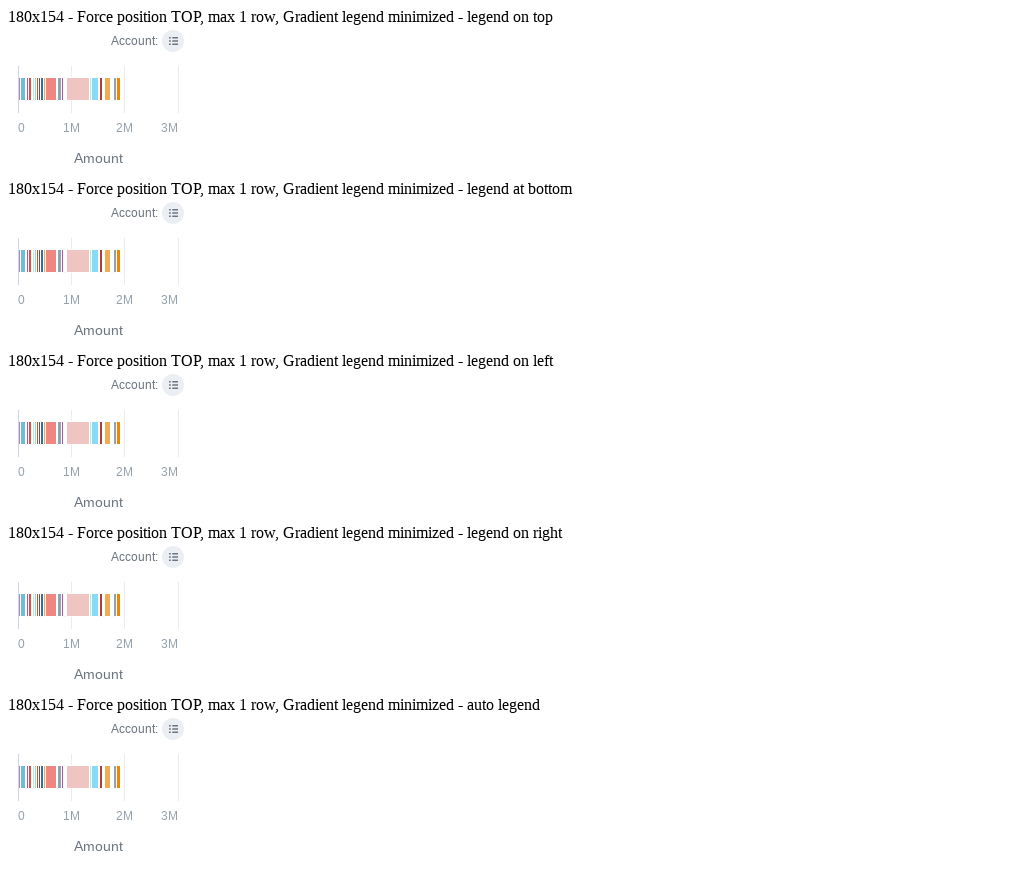 180x154 - Force position TOP, max 1 row, Gradient legend minimized - legend on top
Account:
0 1M 2M 3M
Amount
180x154 - Force position TOP, max 1 row, Gradient legend minimized - legend at bottom
Account:
0 1M 2M 3M
Amount
180x154 - Force position TOP, max 1 row, Gradient legend minimized - legend on left
Account:
0 1M 2M 3M
Amount
180x154 - Force position TOP, max 1 row, Gradient legend minimized - legend on right
Account:
0 1M 2M 3M
Amount
180x154 - Force position TOP, max 1 row, Gradient legend minimized - auto legend
Account:
0 1M 2M 3M
Amount